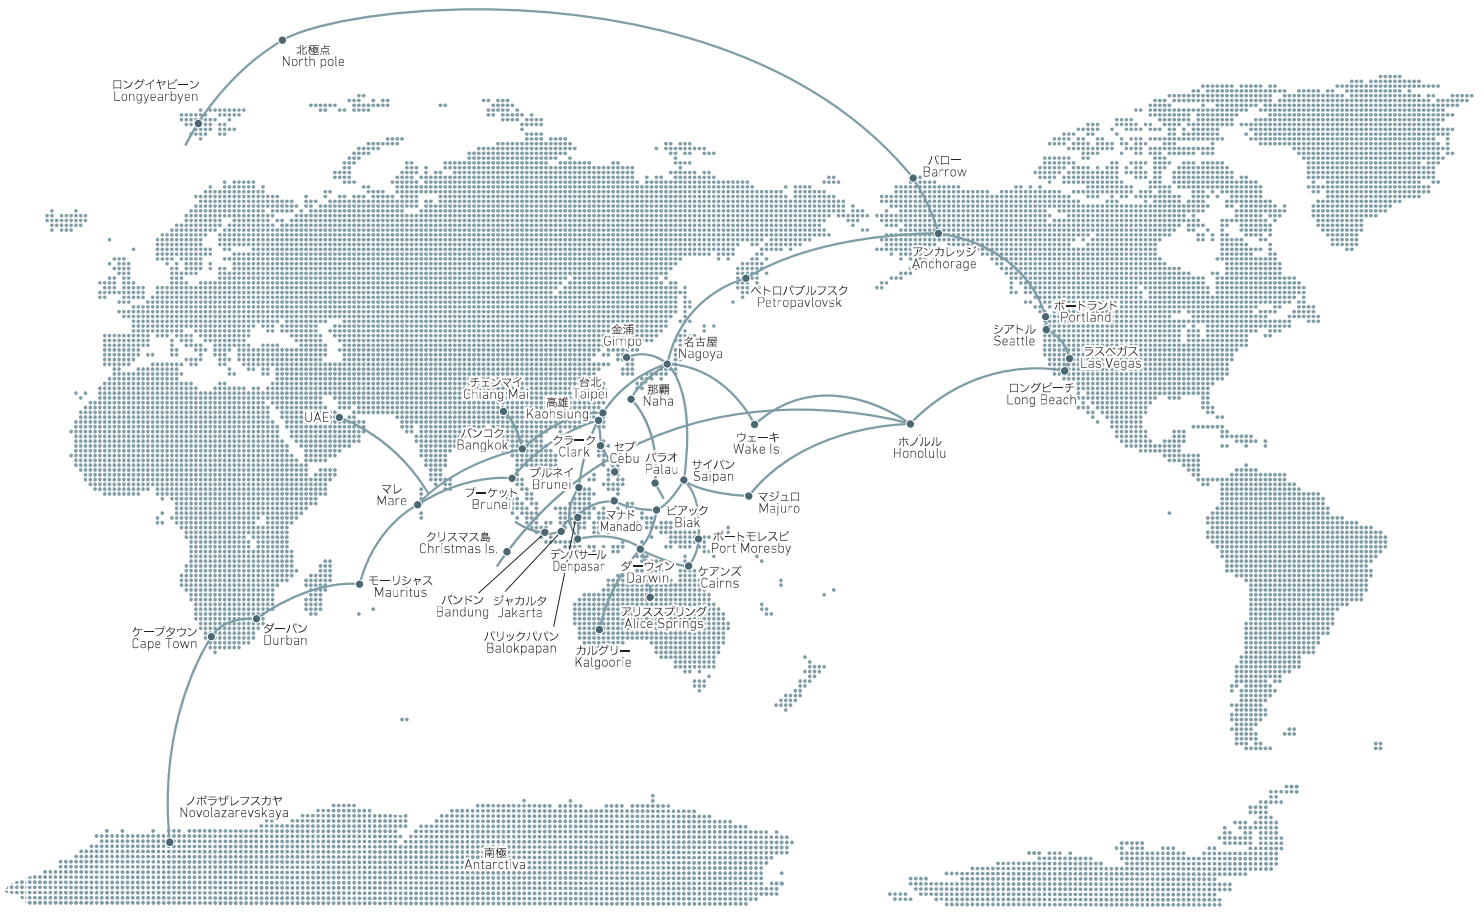 北極点
North pole
ロングイヤビーン
Longyearbyen
バロー
Barrow
アンカレッジ
Anchorage
ペトロパブルフスク
Petropavlovsk
ポートランド
Portland
シアトル
Seattle
ラスベガス
Las Vegas
ロングビーチ
Long Beach
金浦
Gimpo
名古屋
Nagoya
チェンマイ
Chiang Mai
台北
Taipei
高雄
Kaohsiung
那覇
Naha
UAE
バンコク
Bangkok
クラーク
Clark
セブ
Cebu
パラオ
Palau
サイパン
Saipan
ウェーキ
Wake Is.
ホノルル
Honolulu
マレ
Mare
プーケット
Brunei
ブルネイ
Brunei
マジュロ
Majuro
マナド
Manado
ビアック
Biak
クリスマス島
Christmas Is.
デンパサール
Denpasar
ポートモレスビ
Port Moresby
ダーウィン
Darwin
ケアンズ
Cairns
モーリシャス
Mauritus
バンドン
Bandung
ジャカルタ
Jakarta
アリススプリング
Alice Springs
ケープタウン
Cape Town
ダーバン
Durban
バリックパパン
Balokpapan
カルグリー
Kalgoorie
ノボラザレフスカヤ
Novolazarevskaya
南極
Antarctiva